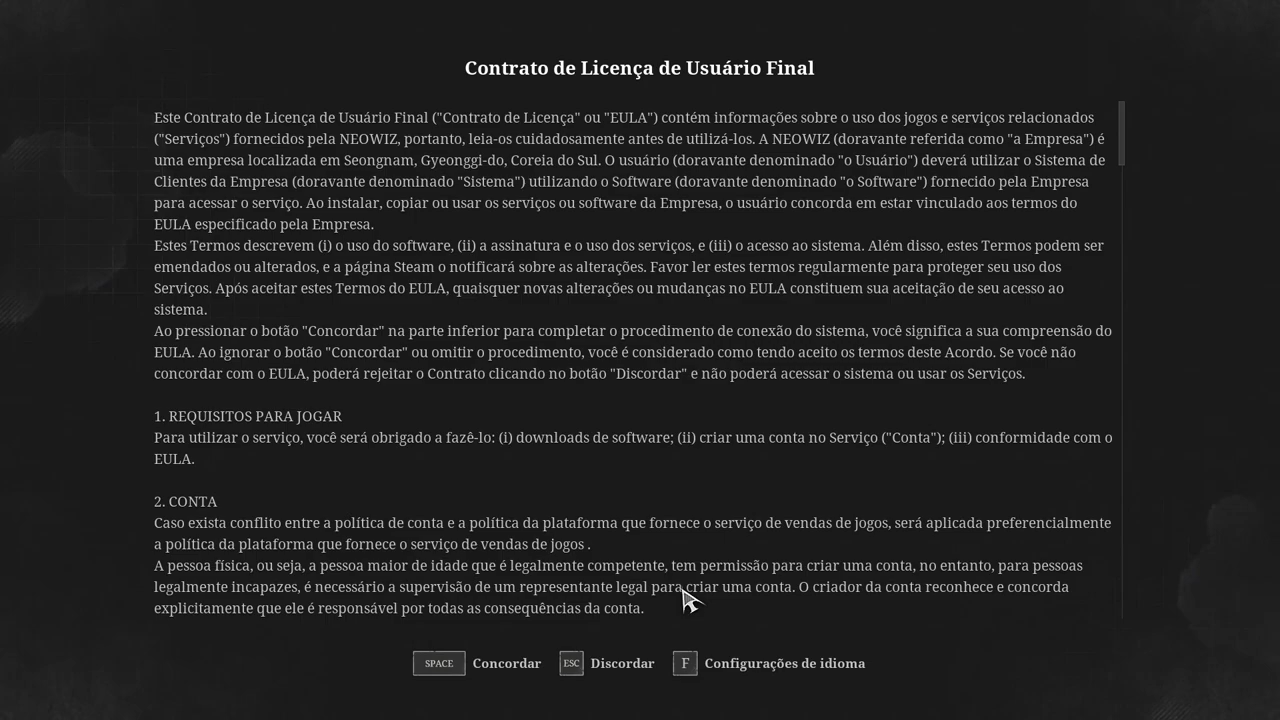 Contrato de Licença de Usuário Final
Este Contrato de Licença de Usuário Final ("Contrato de Licença" ou "EULA") contém informações sobre o uso dos jogos e serviços relacionados
("Serviços") fornecidos pela NEOWIZ, portanto, leia-os cuidadosamente antes de utilizá-los. A NEOWIZ (doravante referida como "a Empresa") é
uma empresa localizada em Seongnam, Gyeonggi-do, Coreia do Sul. O usuário (doravante denominado "o Usuário") deverá utilizar o Sistema de
Clientes da Empresa (doravante denominado "Sistema") utilizando o Software (doravante denominado "o Software") fornecido pela Empresa
para acessar o serviço. Ao instalar, copiar ou usar os serviços ou software da Empresa, o usuário concorda em estar vinculado aos termos do
EULA especificado pela Empresa.
Estes Termos descrevem (i) o uso do software, (ii) a assinatura e o uso dos serviços, e (iii) o acesso ao sistema. Além disso, estes Termos podem ser
emendados ou alterados, e a página Steam o notificará sobre as alterações. Favor ler estes termos regularmente para proteger seu uso dos
Serviços. Após aceitar estes Termos do EULA, quaisquer novas alterações ou mudanças no EULA constituem sua aceitação de seu acesso ao
sistema.
Ao pressionar o botão "Concordar" na parte inferior para completar o procedimento de conexão do sistema, você significa a sua compreensão do
EULA. Ao ignorar o botão "Concordar" ou omitir o procedimento, você é considerado como tendo aceito os termos deste Acordo. Se você não
concordar com o EULA, poderá rejeitar o Contrato clicando no botão "Discordar" e não poderá acessar o sistema ou usar os Serviços.
1. REQUISITOS PARA JOGAR
Para utilizar o serviço, você será obrigado a fazê-lo: (i) downloads de software; (ii) criar uma conta no Serviço ("Conta"); (iii) conformidade com o
EULA.
2. CONTA
Caso exista conflito entre a política de conta e a política da plataforma que fornece o serviço de vendas de jogos, será aplicada preferencialmente
a política da plataforma que fornece o serviço de vendas de jogos .
A pessoa física, ou seja, a pessoa maior de idade que é legalmente competente, tem permissão para criar uma conta, no entanto, para pessoas
legalmente incapazes, é necessário a supervisão de um representante legal para criar uma conta. O criador da conta reconhece e concorda
explicitamente que ele é responsável por todas as consequências da conta.
SPACE Concordar ESC Discordar F Configurações de idioma